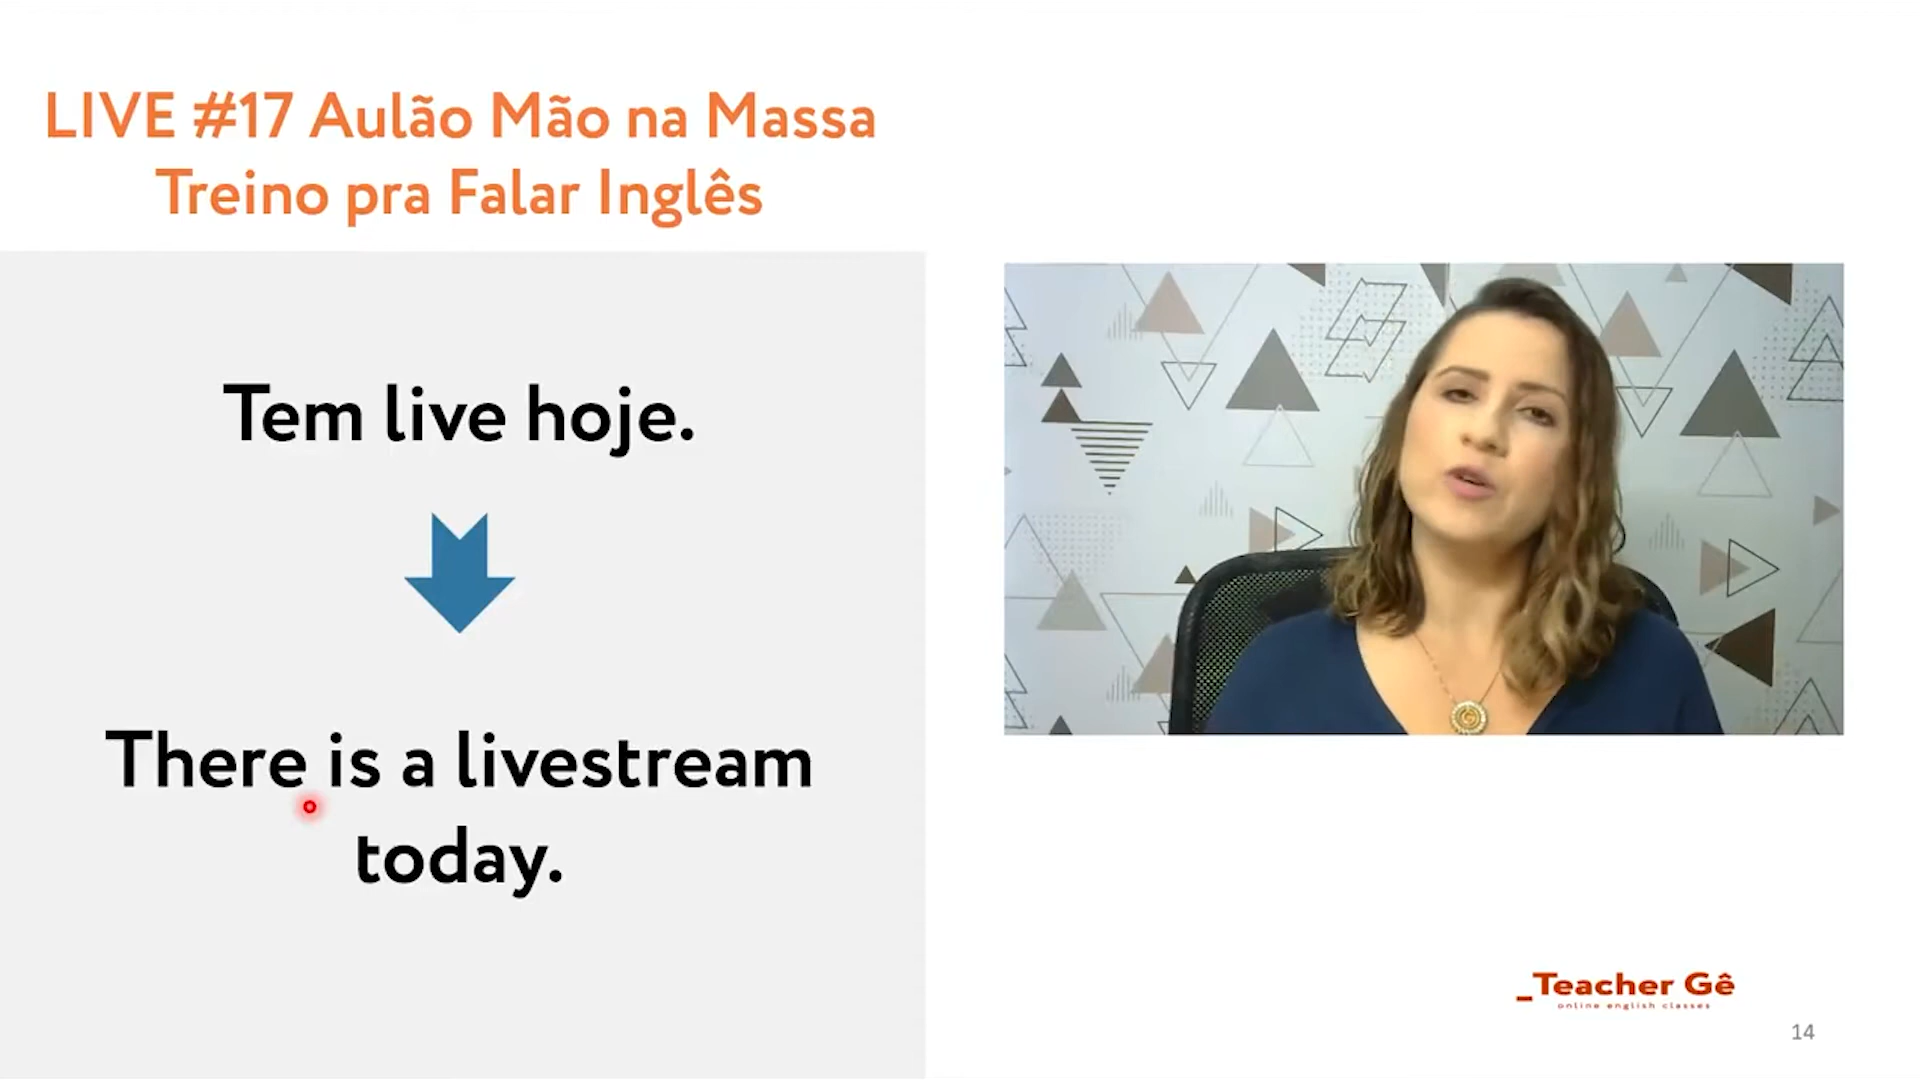 LIVE #17 Aulão Mão na Massa
Treino pra Falar Inglês
Tem live hoje.
There is a livestream
today.
_Teacher Gê
online english classes
14